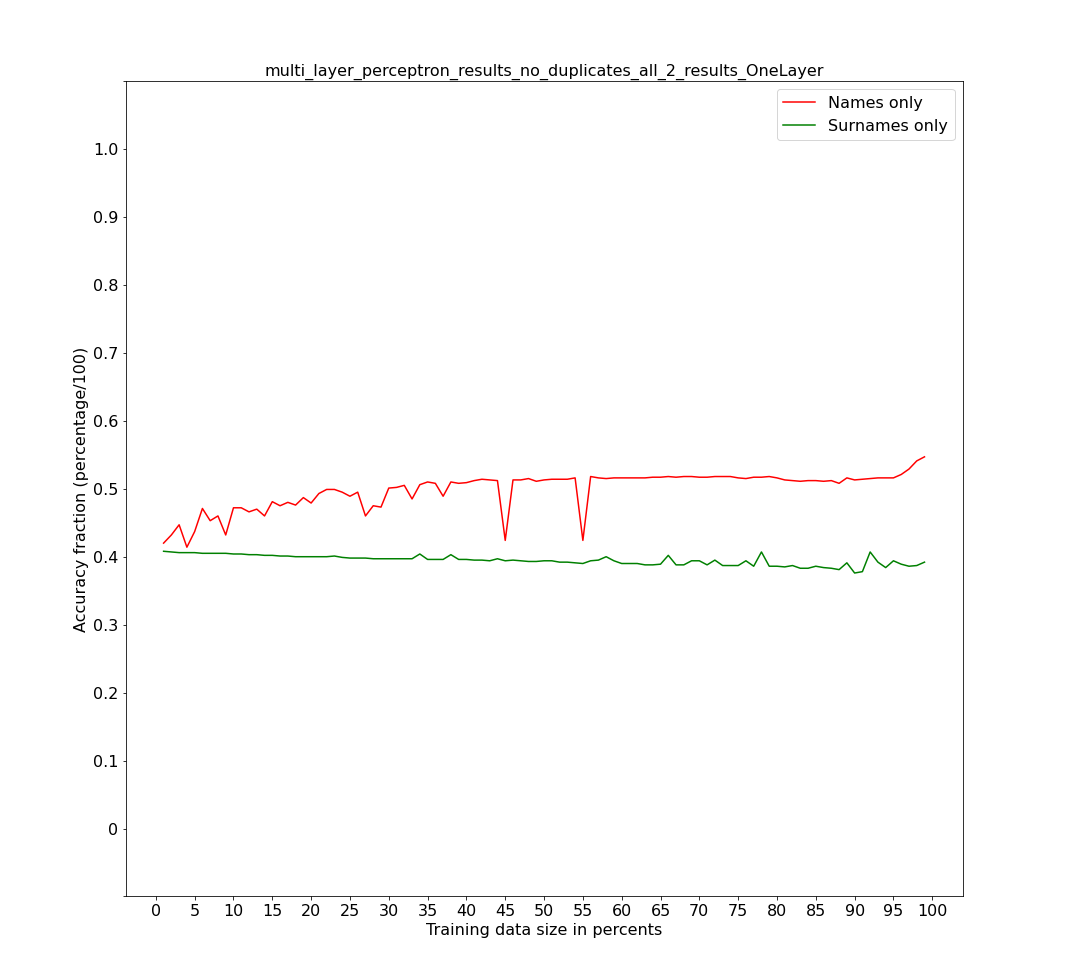 multi_layer_perceptron_results_no_duplicates_all_2_results_OneLayer
Names only
Surnames only
1.0
0.9
0.8
0.7
0.6
0.5
0.4
0.3
0.2
0.1
0
Accuracy fraction (percentage/100)
0 5 10 15 20 25 30 35 40 45 50 55 60 65 70 75 80 85 90 95 100
Training data size in percents